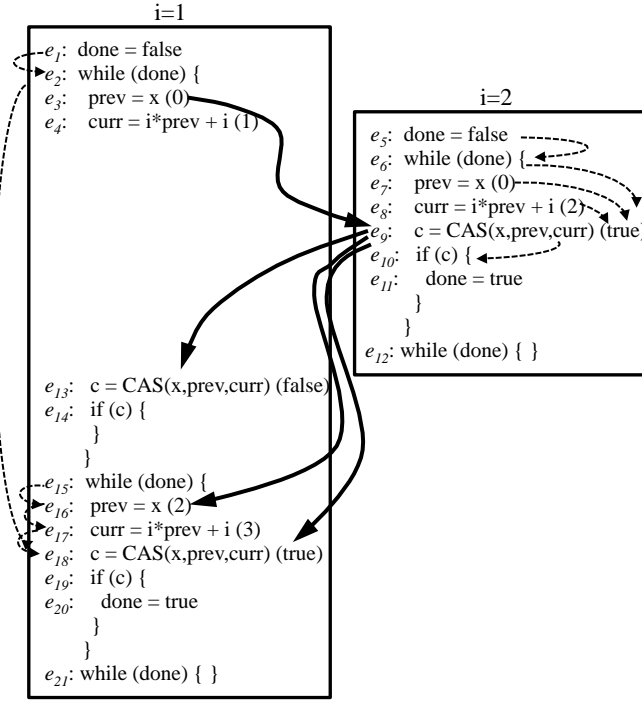 i=1
e1: done = false
e2: while (done) {
e3: prev = x (0)
e4: curr = i*prev + i (1)
e13: c = CAS(x,prev,curr) (false)
e14: if (c) {
}
}
e15: while (done) {
e16: prev = x (2)
e17: curr = i*prev + i (3)
e18: c = CAS(x,prev,curr) (true)
e19: if (c) {
e20: done = true
}
}
e21: while (done) { }
i=2
e5: done = false
e6: while (done) {
e7: prev = x (0)
e8: curr = i*prev + i (2)
e9: c = CAS(x,prev,curr) (true)
e10: if (c) {
e11: done = true
}
}
e12: while (done) { }